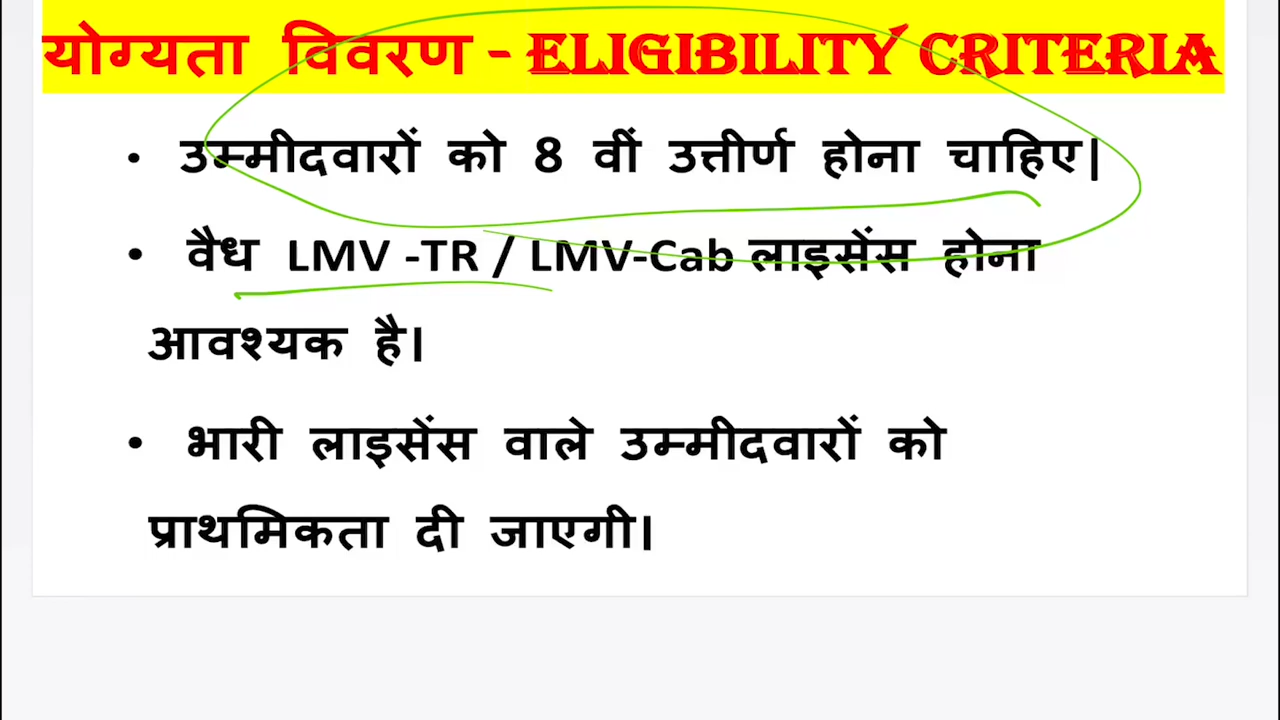 योग्यता विवरण - ELIGIBILITY CRITERIA
• उम्मीदवारों को 8 वीं उत्तीर्ण होना चाहिए|
• वैध LMV -TR / LMV-Cab लाइसेंस होना
आवश्यक है।
• भारी लाइसेंस वाले उम्मीदवारों को
प्राथमिकता दी जाएगी।